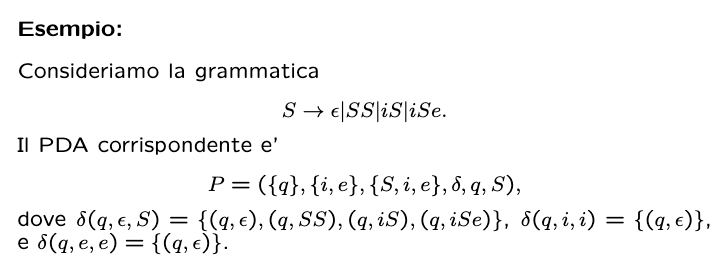 Esempio:
Consideriamo la grammatica
S → ϵ|SS|iS|iSe.
Il PDA corrispondente e'
P = ({q}, {i, e}, {S, i, e}, δ, q, S),
dove δ(q, ϵ, S) = {(q, ϵ), (q, SS), (q, iS), (q, iSe)}, δ(q, i, i) = {(q, ϵ)},
e δ(q, e, e) = {(q, ϵ)}.